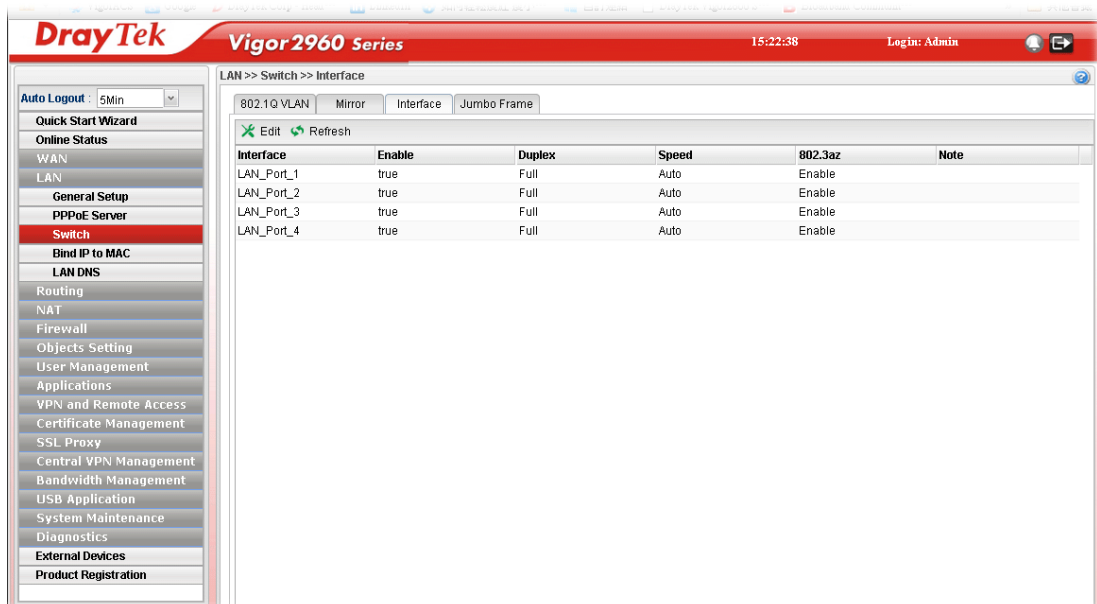 DrayTek
Vigor2960 Series
15:22:38
Login: Admin
LAN >> Switch >> Interface
Auto Logout : 5Min
802.1Q VLAN Mirror Interface Jumbo Frame
Quick Start Wizard
Online Status
WAN
LAN
General Setup
PPPoE Server
Switch
Bind IP to MAC
LAN DNS
Routing
NAT
Firewall
Objects Setting
User Management
Applications
VPN and Remote Access
Certificate Management
SSL Proxy
Central VPN Management
Bandwidth Management
USB Application
System Maintenance
Diagnostics
External Devices
Product Registration
Edit Refresh
Interface Enable Duplex Speed 802.3az Note
LAN_Port_1 true Full Auto Enable
LAN_Port_2 true Full Auto Enable
LAN_Port_3 true Full Auto Enable
LAN_Port_4 true Full Auto Enable